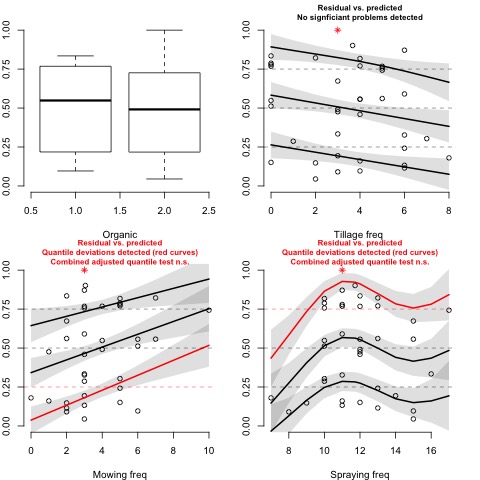 Residual vs. predicted
No signficiant problems detected
0.00 0.25 0.50 0.75 1.00
0.00 0.25 0.50 0.75 1.00
0.5 1.0 1.5 2.0 2.5
0 2 4 6 8
Organic
Tillage freq
Residual vs. predicted
Quantile deviations detected (red curves)
Combined adjusted quantile test n.s.
Residual vs. predicted
Quantile deviations detected (red curves)
Combined adjusted quantile test n.s.
0.00 0.25 0.50 0.75 1.00
0.00 0.25 0.50 0.75 1.00
0 2 4 6 8 10
8 10 12 14 16
Mowing freq
Spraying freq